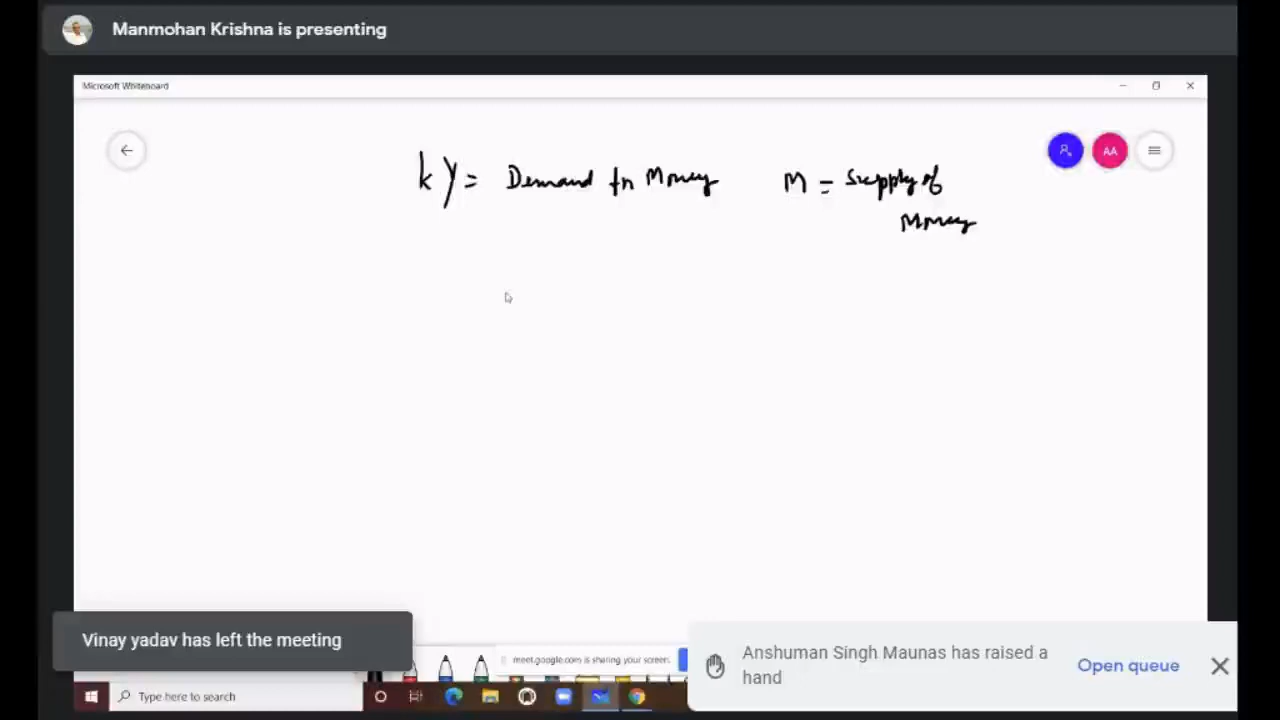 Manmohan Krishna is presenting
Microsoft Whiteboard
AA
kY = Demand for Money M = Supply of
Money
Vinay yadav has left the meeting
meet.google.com is sharing your screen.
Anshuman Singh Maunas has raised a
hand
Open queue
Type here to search